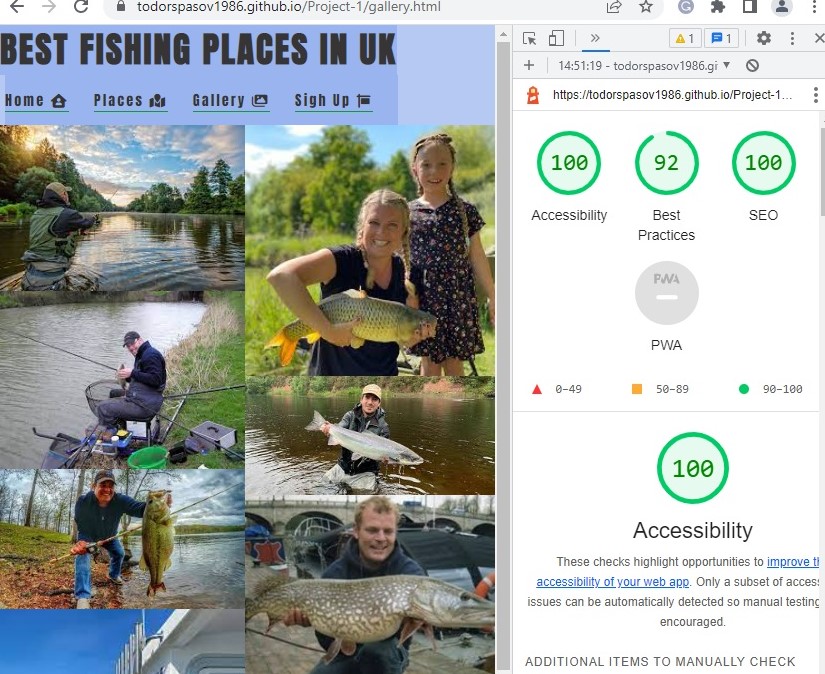 todorspasov1986.github.io/Project-1/gallery.html
BEST FISHING PLACES IN UK
Home Places Gallery Sign Up
1 1
14:51:19 - todorspasov1986.gi
https://todorspasov1986.github.io/Project-1...
100 92 100
Accessibility Best Practices SEO
PWA
PWA
0–49 50–89 90–100
100
Accessibility
These checks highlight opportunities to improve th
accessibility of your web app. Only a subset of acces
issues can be automatically detected so manual testing
encouraged.
ADDITIONAL ITEMS TO MANUALLY CHECK